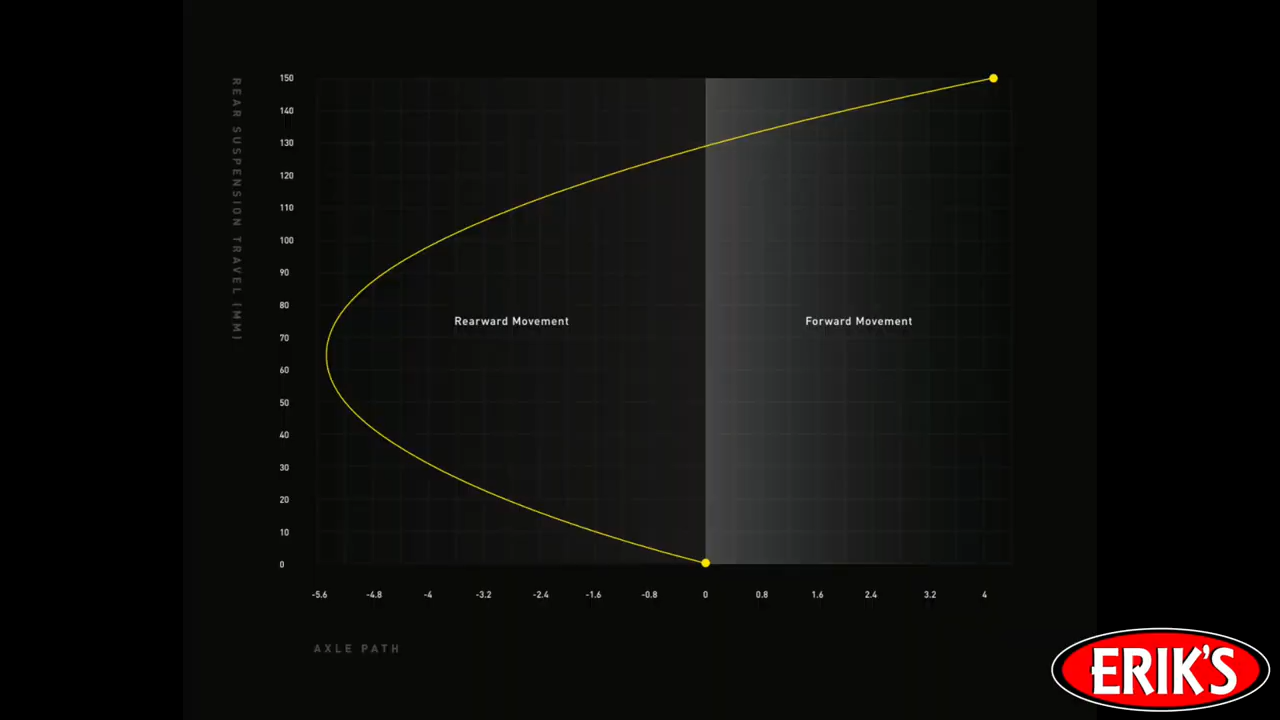 REAR SUSPENSION TRAVEL (MM)
150
140
130
120
110
100
90
80
70
60
50
40
30
20
10
0
Rearward Movement
Forward Movement
-5.6 -4.8 -4 -3.2 -2.4 -1.6 -0.8 0 0.8 1.6 2.4 3.2 4
AXLE PATH
ERIK'S